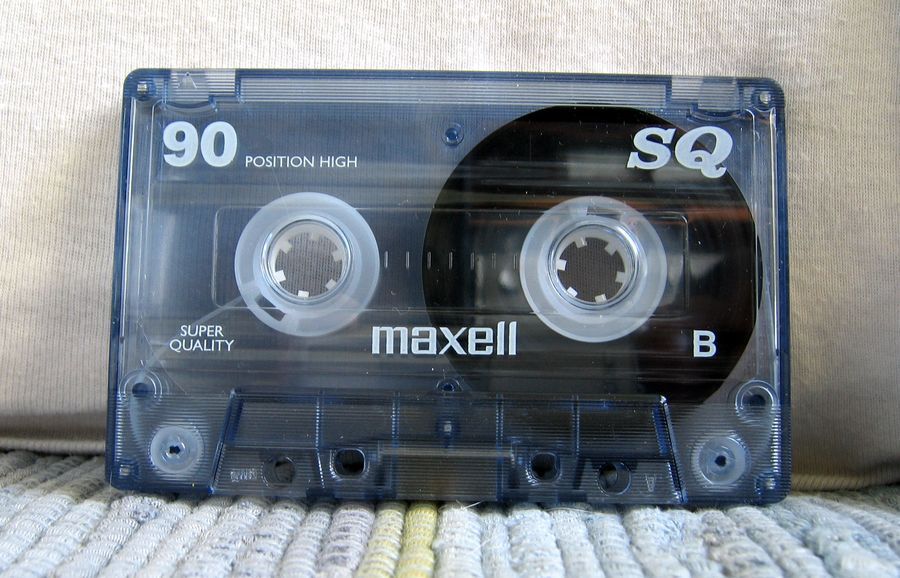 90 POSITION HIGH
SQ
SUPER
QUALITY
maxell
B
A